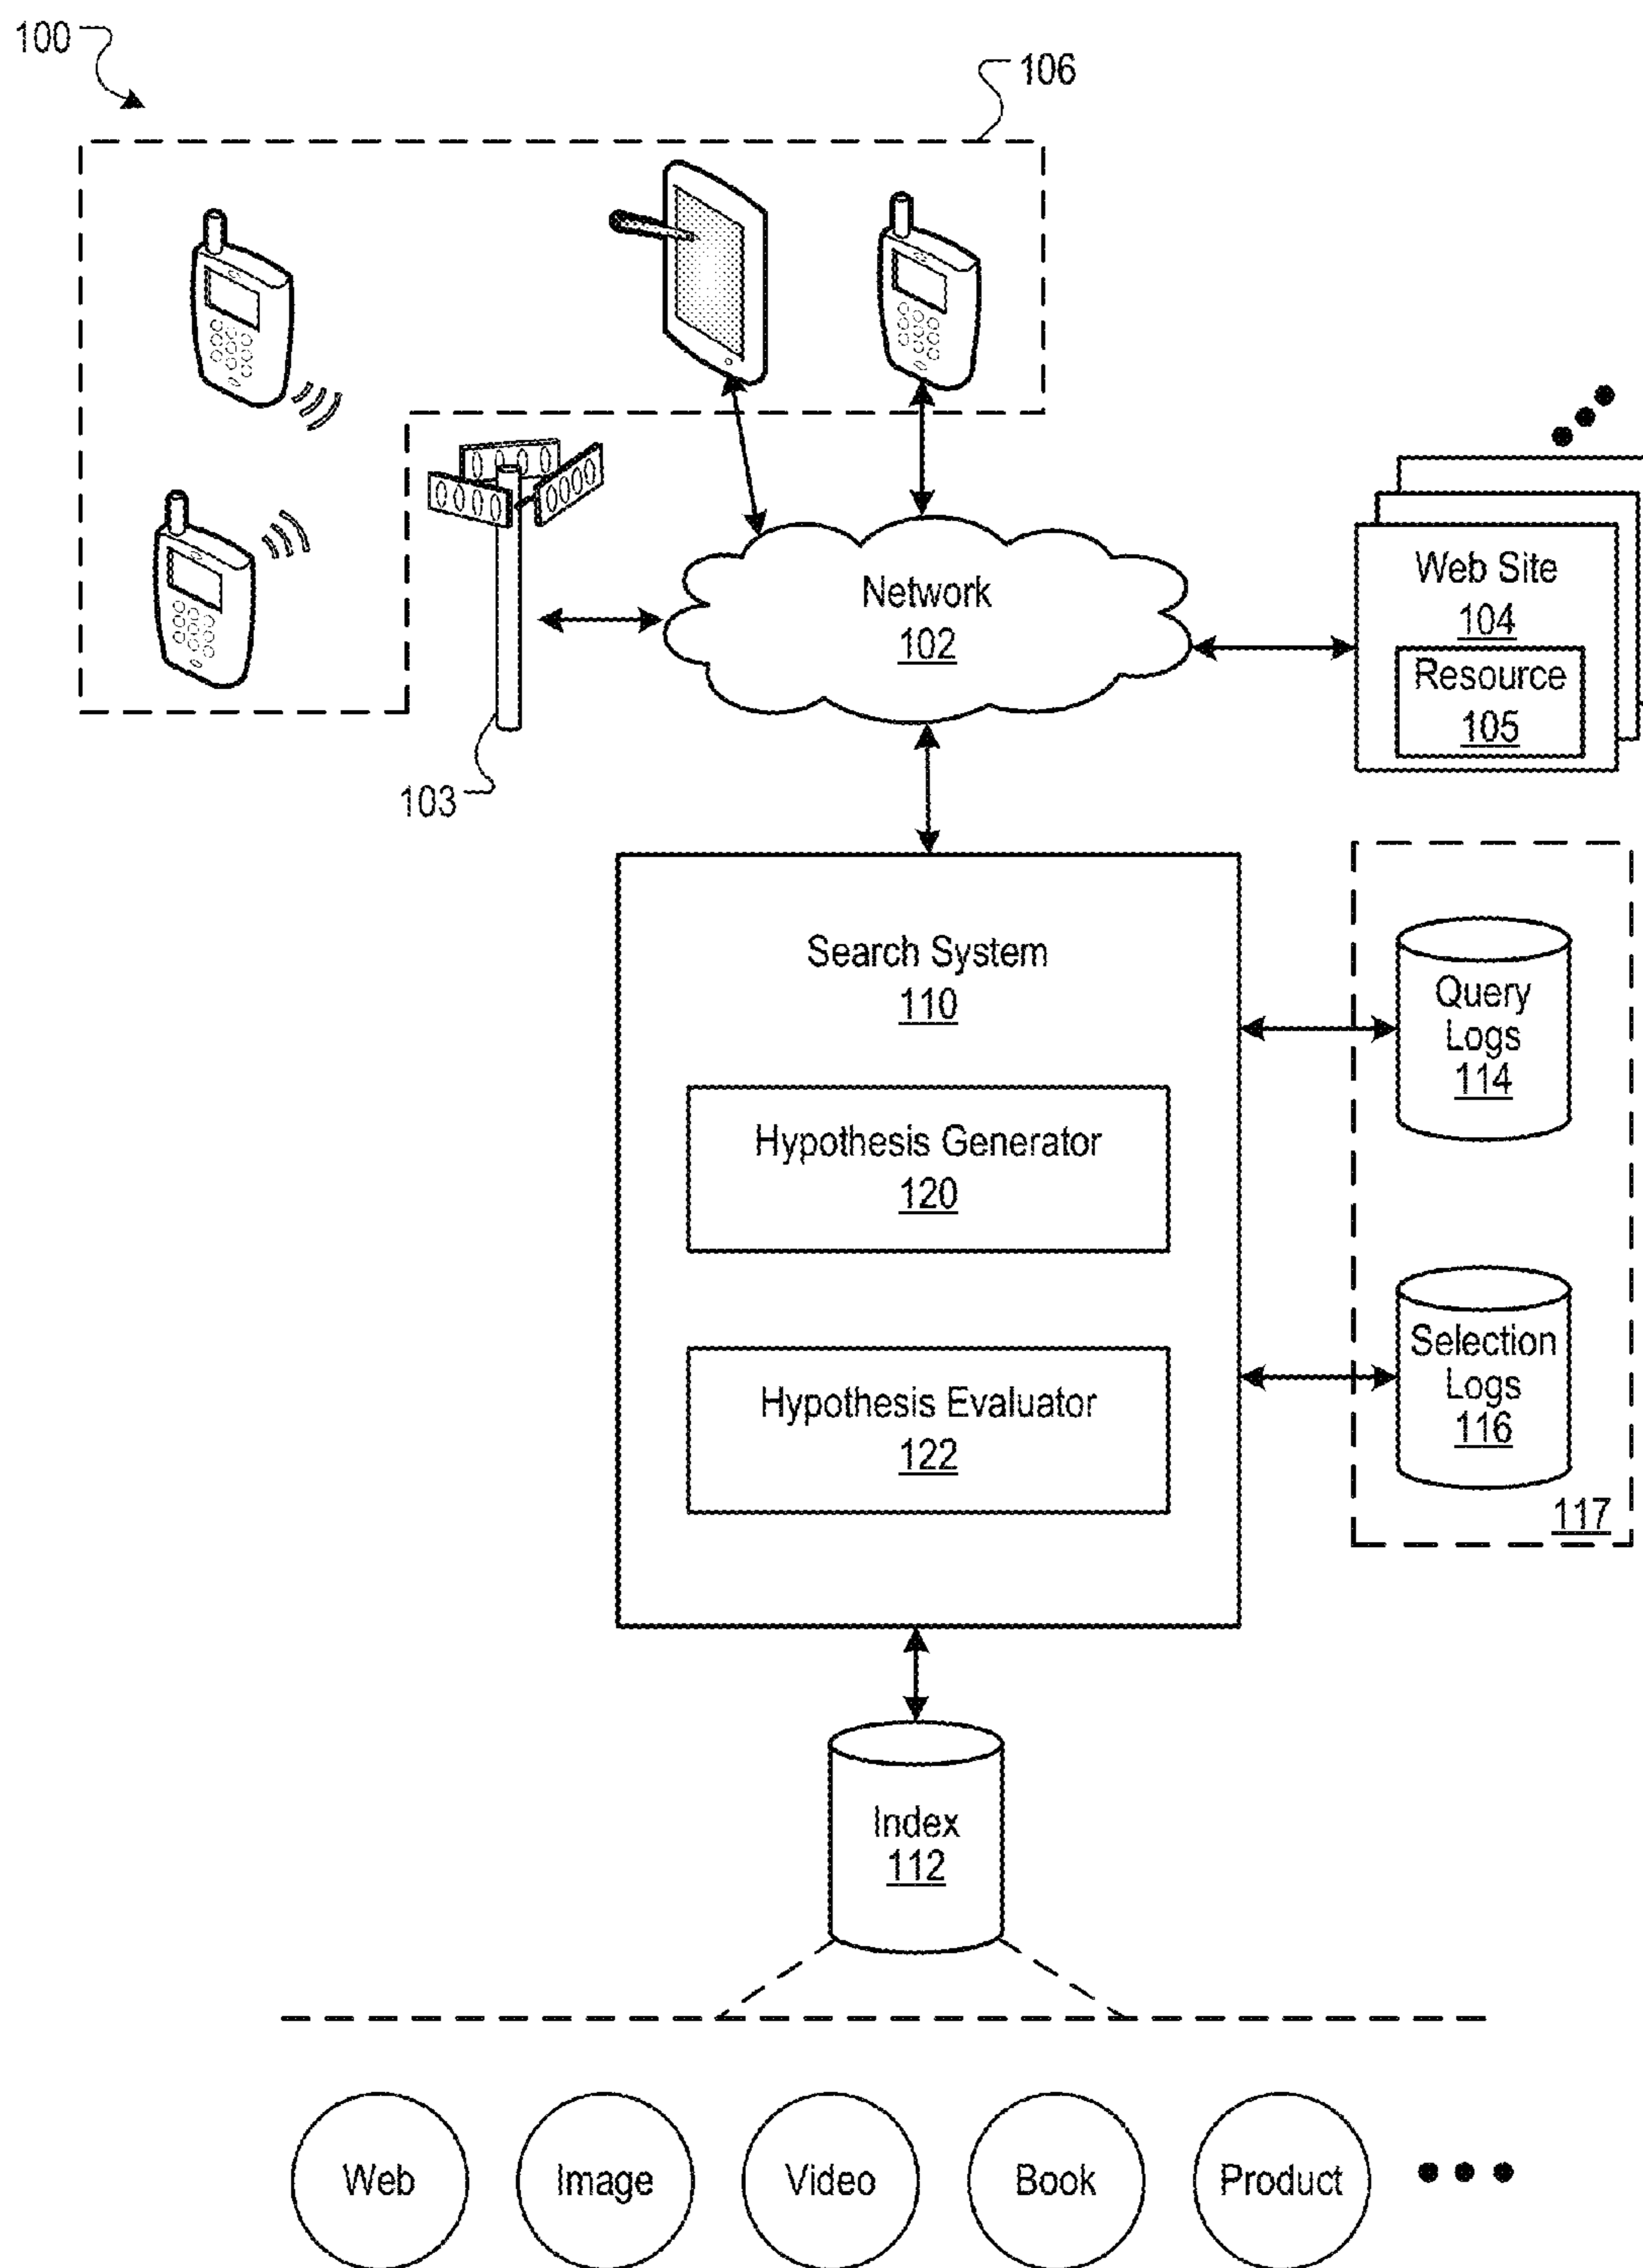 100
106
Network
102
Web Site
104
Resource
105
103
Search System
110
Query
Logs
114
Hypothesis Generator
120
Selection
Logs
116
Hypothesis Evaluator
122
117
Index
112
Web
Image
Video
Book
Product